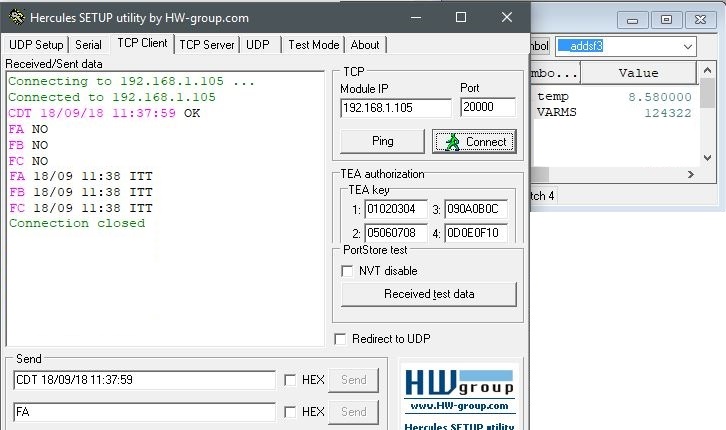 Hercules SETUP utility by HW-group.com
UDP Setup Serial TCP Client TCP Server UDP Test Mode About
Received/Sent data
Connecting to 192.168.1.105 ...
Connected to 192.168.1.105
CDT 18/09/18 11:37:59 OK
FA NO
FB NO
FC NO
FA 18/09 11:38 ITT
FB 18/09 11:38 ITT
FC 18/09 11:38 ITT
Connection closed
TCP
Module IP Port
192.168.1.105 20000
Ping Connect
TEA authorization
TEA key
1: 01020304 3: 090A0B0C
2: 05060708 4: 0D0E0F10
PortStore test
NVT disable
Received test data
Redirect to UDP
Send
CDT 18/09/18 11:37:59 HEX Send
FA HEX Send
HW group
www.HW-group.com
Hercules SETUP utility
nbol __addsf3
mbo... Value
temp 8.580000
VARMS 124322
tch 4